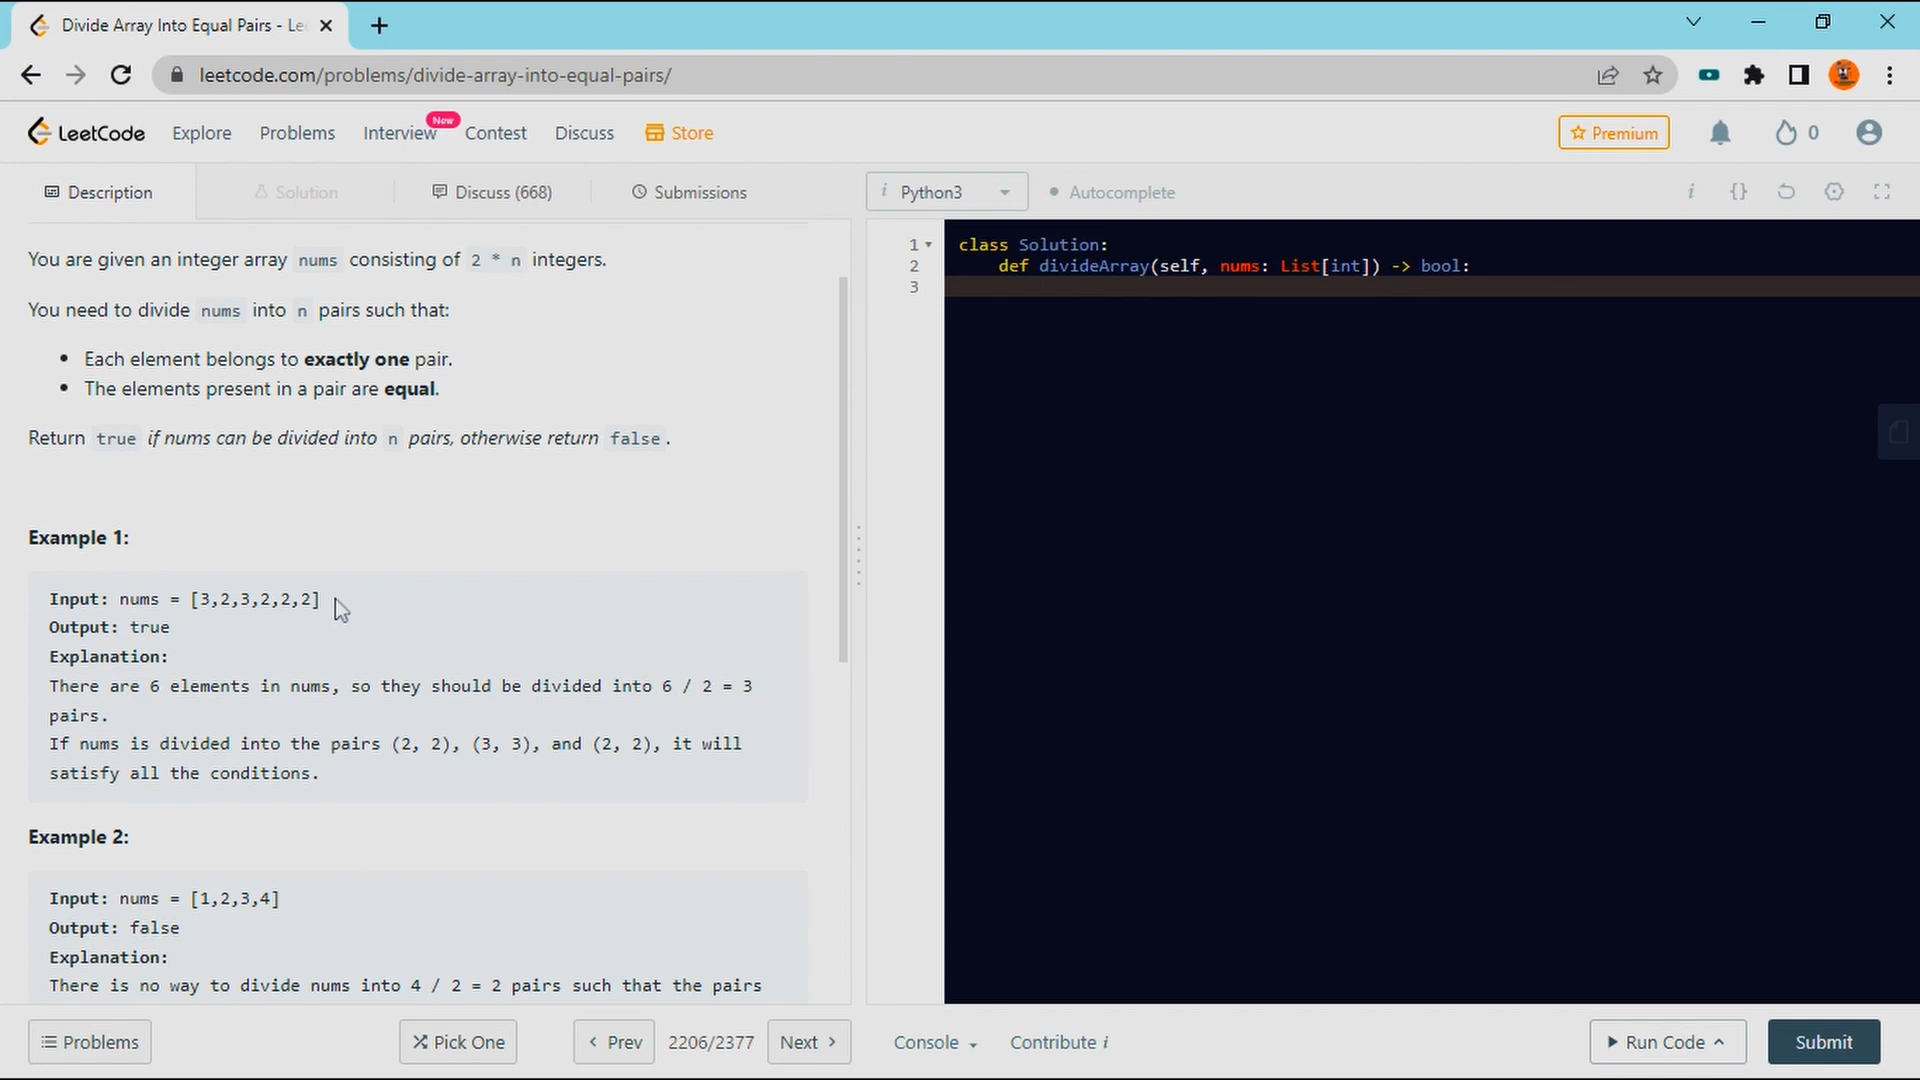 Divide Array Into Equal Pairs - Le
leetcode.com/problems/divide-array-into-equal-pairs/
LeetCode
Explore
Problems
Interview
New
Contest
Discuss
Store
Premium
0
Description
Solution
Discuss (668)
Submissions
i Python3
Autocomplete
i {}
You are given an integer array nums consisting of 2 * n integers.
You need to divide nums into n pairs such that:
• Each element belongs to exactly one pair.
• The elements present in a pair are equal.
Return true if nums can be divided into n pairs, otherwise return false.
Example 1:
Input: nums = [3,2,3,2,2,2]
Output: true
Explanation:
There are 6 elements in nums, so they should be divided into 6 / 2 = 3
pairs.
If nums is divided into the pairs (2, 2), (3, 3), and (2, 2), it will
satisfy all the conditions.
Example 2:
Input: nums = [1,2,3,4]
Output: false
Explanation:
There is no way to divide nums into 4 / 2 = 2 pairs such that the pairs
1 class Solution:
2 def divideArray(self, nums: List[int]) -> bool:
3
Problems
Pick One
Prev
2206/2377
Next
Console
Contribute i
Run Code
Submit